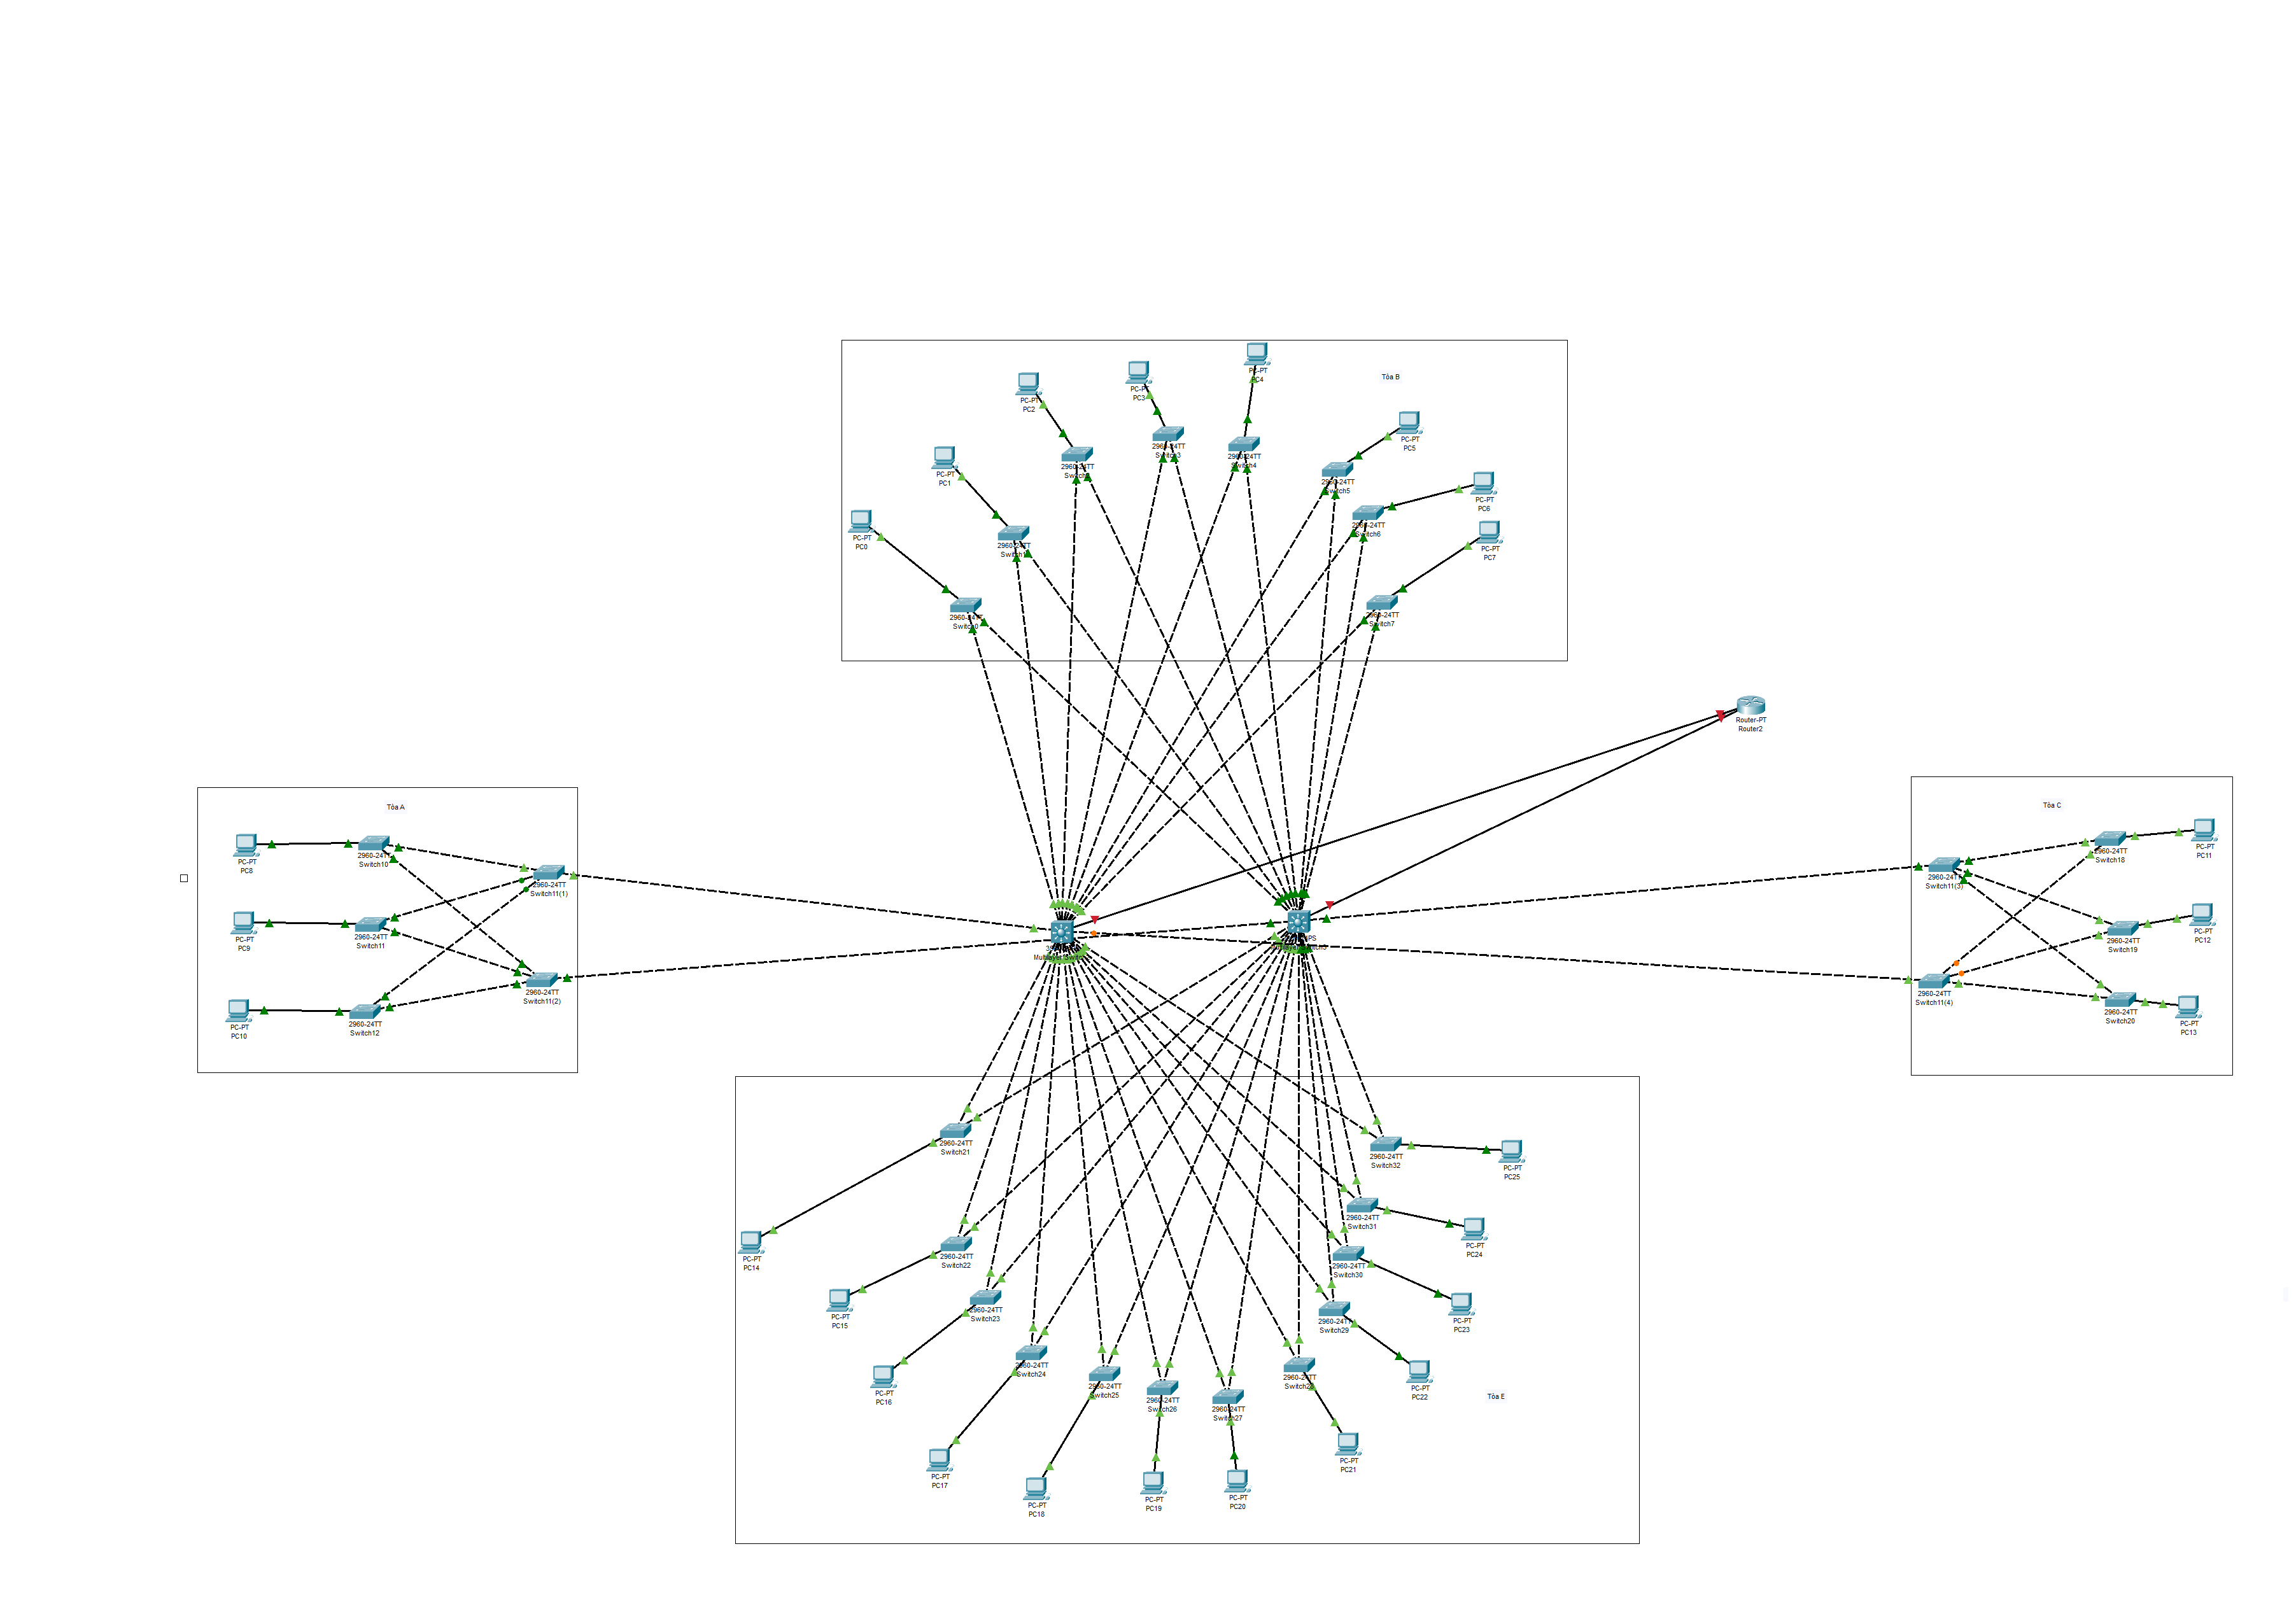 PC-PT
PC4
Tòa B
PC-PT
PC3
PC-PT
PC2
PC-PT
PC5
2960-24TT
Switch3
2960-24TT
Switch4
2960-24TT
PC-PT
PC1
2960-24TT
Switch5
PC-PT
PC6
2960-24TT
Switch6
PC-PT
PC0
2960-24TT
PC-PT
PC7
2960-24TT
Switch0
2960-24TT
Switch7
Router-PT
Router2
Tòa A
Tòa C
PC-PT
PC8
2960-24TT
Switch10
2960-24TT
Switch11(1)
PC-PT
PC9
2960-24TT
Switch11
2960-24TT
Switch11(2)
PC-PT
PC10
2960-24TT
Switch12
2960-24TT
Switch11(3)
2960-24TT
Switch18
PC-PT
PC11
2960-24TT
Switch19
PC-PT
PC12
2960-24TT
Switch11(4)
2960-24TT
Switch20
PC-PT
PC13
2960-24TT
Switch21
2960-24TT
Switch32
PC-PT
PC25
2960-24TT
Switch31
PC-PT
PC24
PC-PT
PC14
2960-24TT
Switch22
2960-24TT
Switch30
PC-PT
PC15
2960-24TT
Switch23
2960-24TT
Switch29
PC-PT
PC23
2960-24TT
Switch24
2960-24TT
Switch25
2960-24TT
Switch26
2960-24TT
Switch27
2960-24TT
PC-PT
PC22
Tòa E
PC-PT
PC16
PC-PT
PC17
PC-PT
PC18
PC-PT
PC19
PC-PT
PC20
PC-PT
PC21